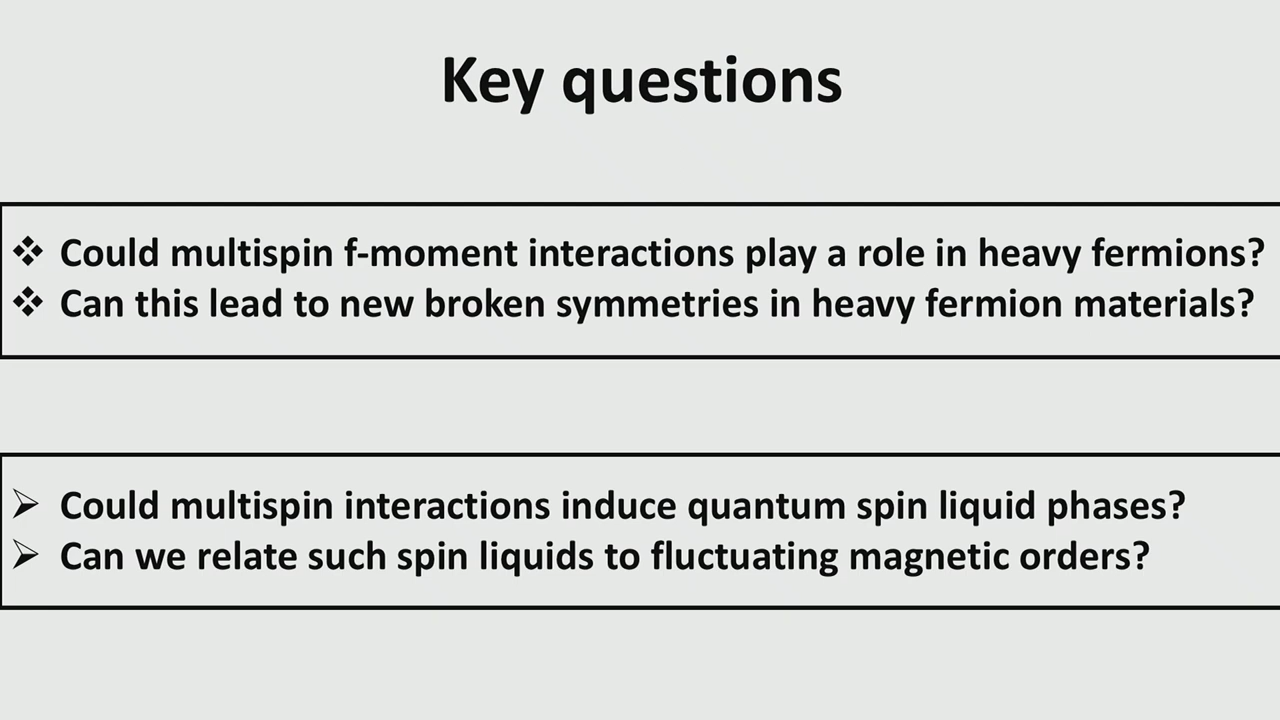 Key questions
❖ Could multispin f-moment interactions play a role in heavy fermions?
❖ Can this lead to new broken symmetries in heavy fermion materials?
➢ Could multispin interactions induce quantum spin liquid phases?
➢ Can we relate such spin liquids to fluctuating magnetic orders?